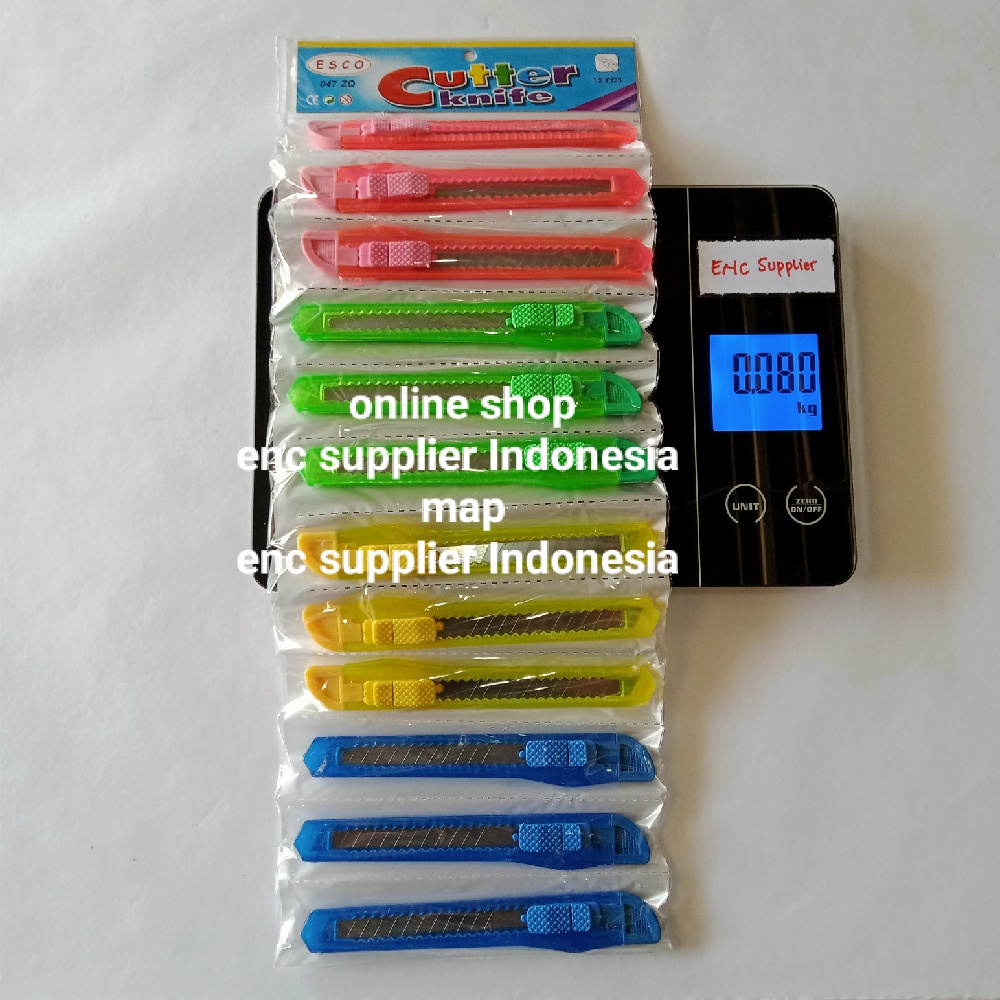 ESCO
047 ZQ
CE
Cutter
knife
12 PCS
ENC Supplier
0.080
kg
UNIT
ZERO
ON/OFF
online shop
enc supplier Indonesia
map
enc supplier Indonesia